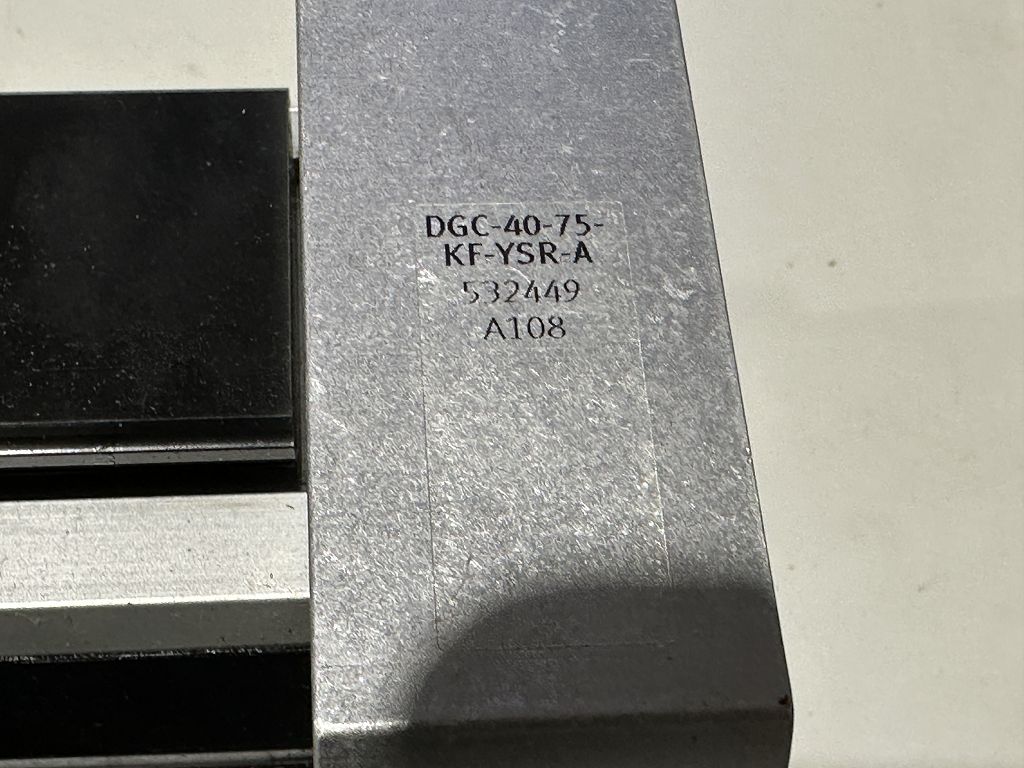 DGC-40-75-
KF-YSR-A
532449
A108